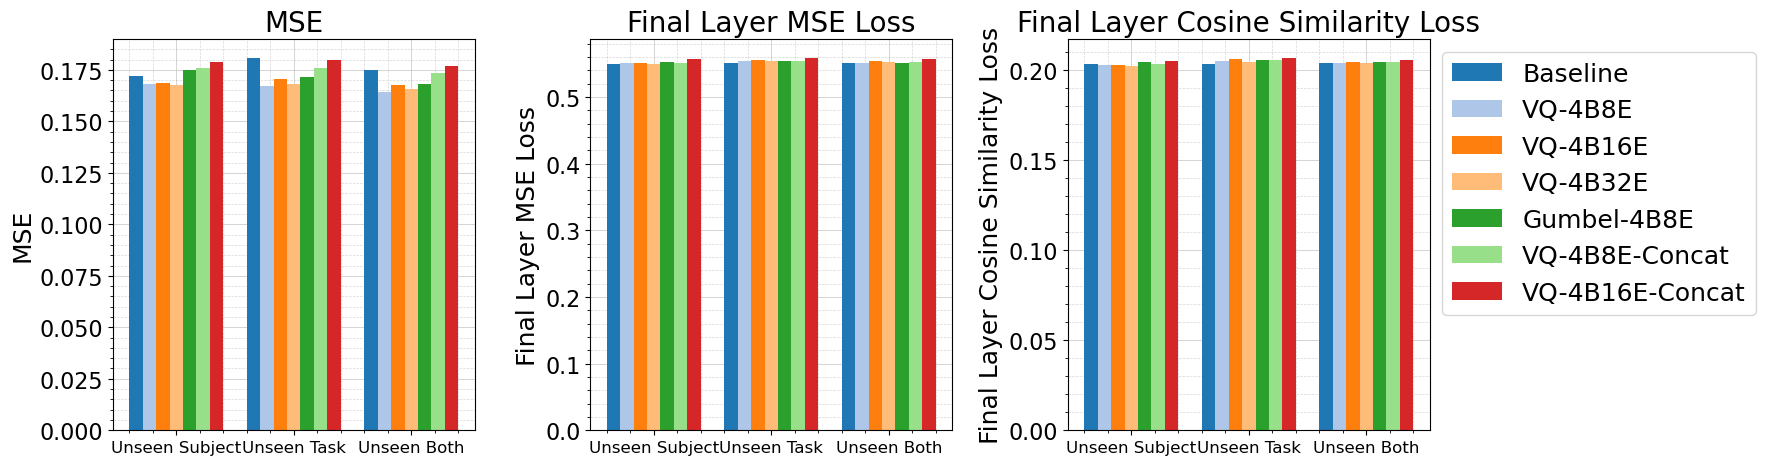 MSE
MSE
0.175
0.150
0.125
0.100
0.075
0.050
0.025
0.000
Unseen Subject Unseen Task Unseen Both
Final Layer MSE Loss
Final Layer MSE Loss
0.5
0.4
0.3
0.2
0.1
0.0
Unseen Subject Unseen Task Unseen Both
Final Layer Cosine Similarity Loss
Final Layer Cosine Similarity Loss
0.20
0.15
0.10
0.05
0.00
Unseen Subject Unseen Task Unseen Both
Baseline
VQ-4B8E
VQ-4B16E
VQ-4B32E
Gumbel-4B8E
VQ-4B8E-Concat
VQ-4B16E-Concat